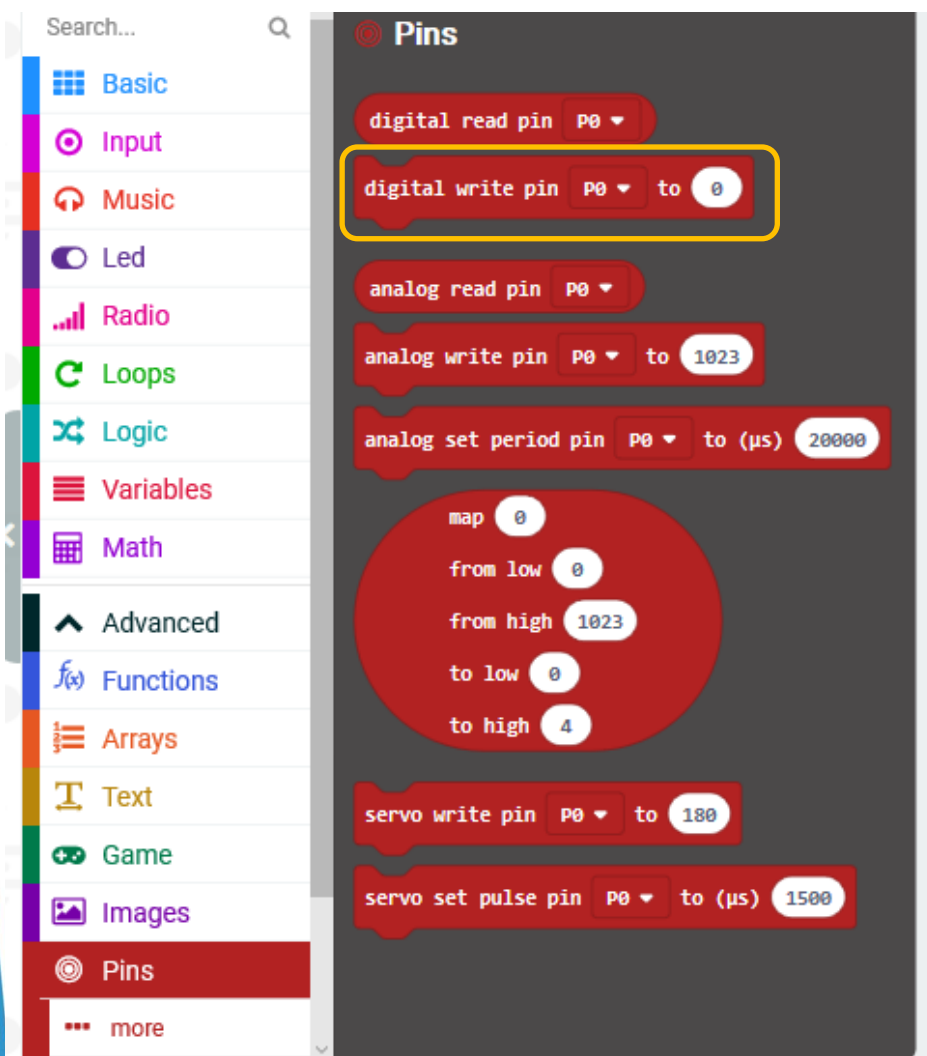 Search...
Basic
Input
Music
Led
Radio
Loops
Logic
Variables
Math
Advanced
f(x) Functions
1
2
3
Arrays
T Text
Game
Images
Pins
more
Pins
digital read pin P0
digital write pin P0 to 0
analog read pin P0
analog write pin P0 to 1023
analog set period pin P0 to (µs) 20000
map 0
from low 0
from high 1023
to low 0
to high 4
servo write pin P0 to 180
servo set pulse pin P0 to (µs) 1500